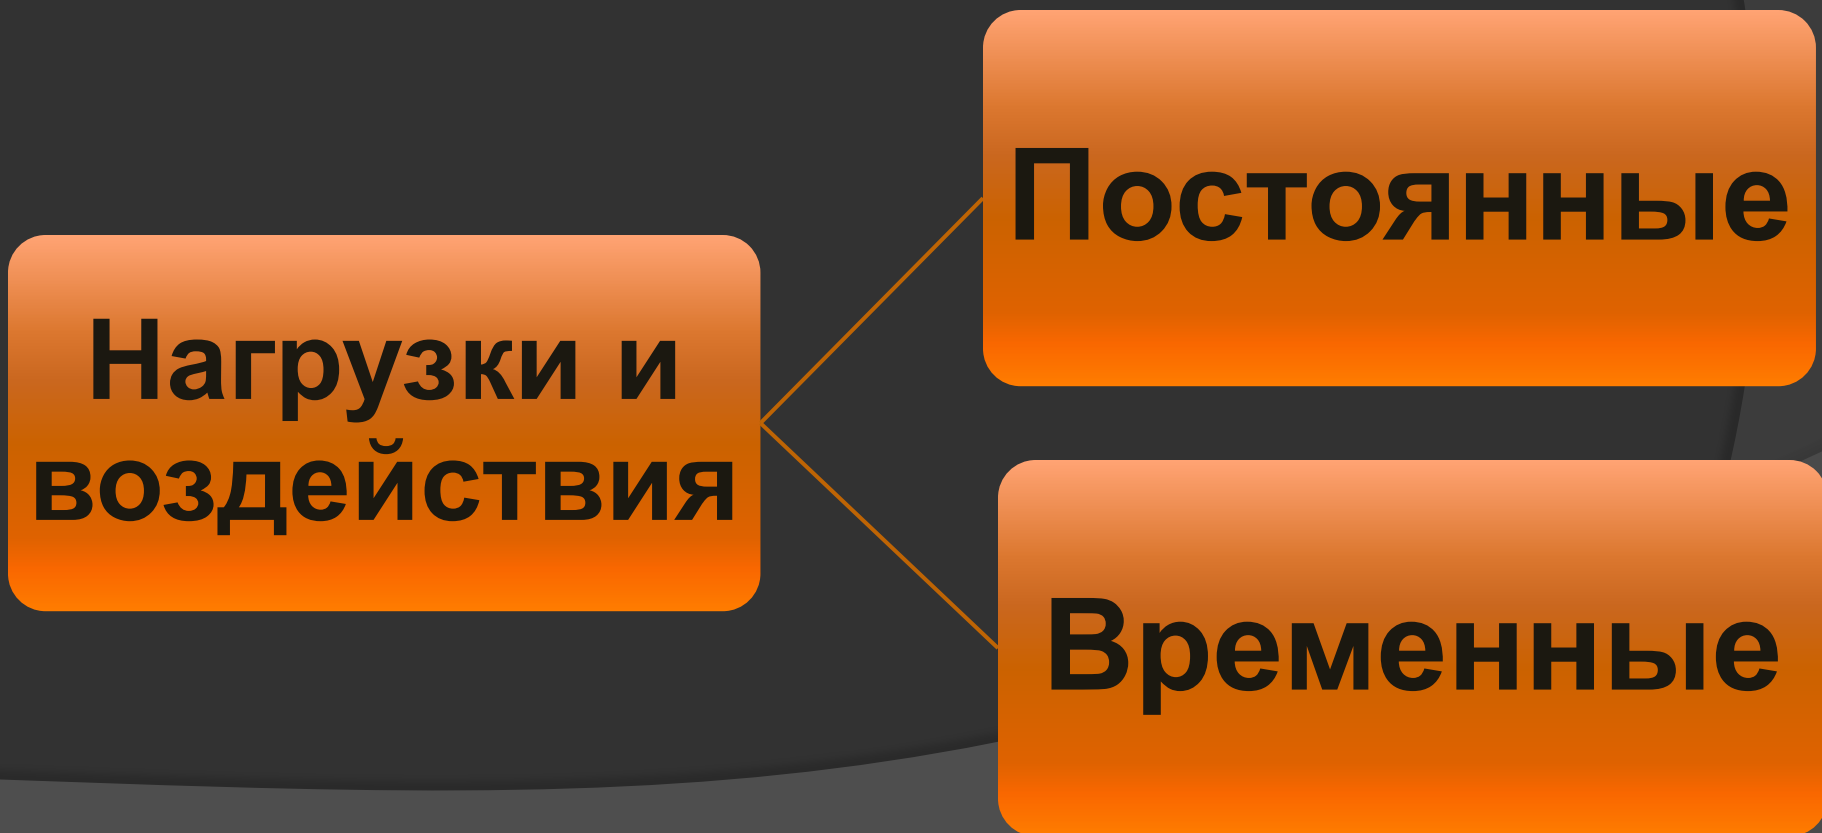 Нагрузки и
воздействия
Постоянные
Временные